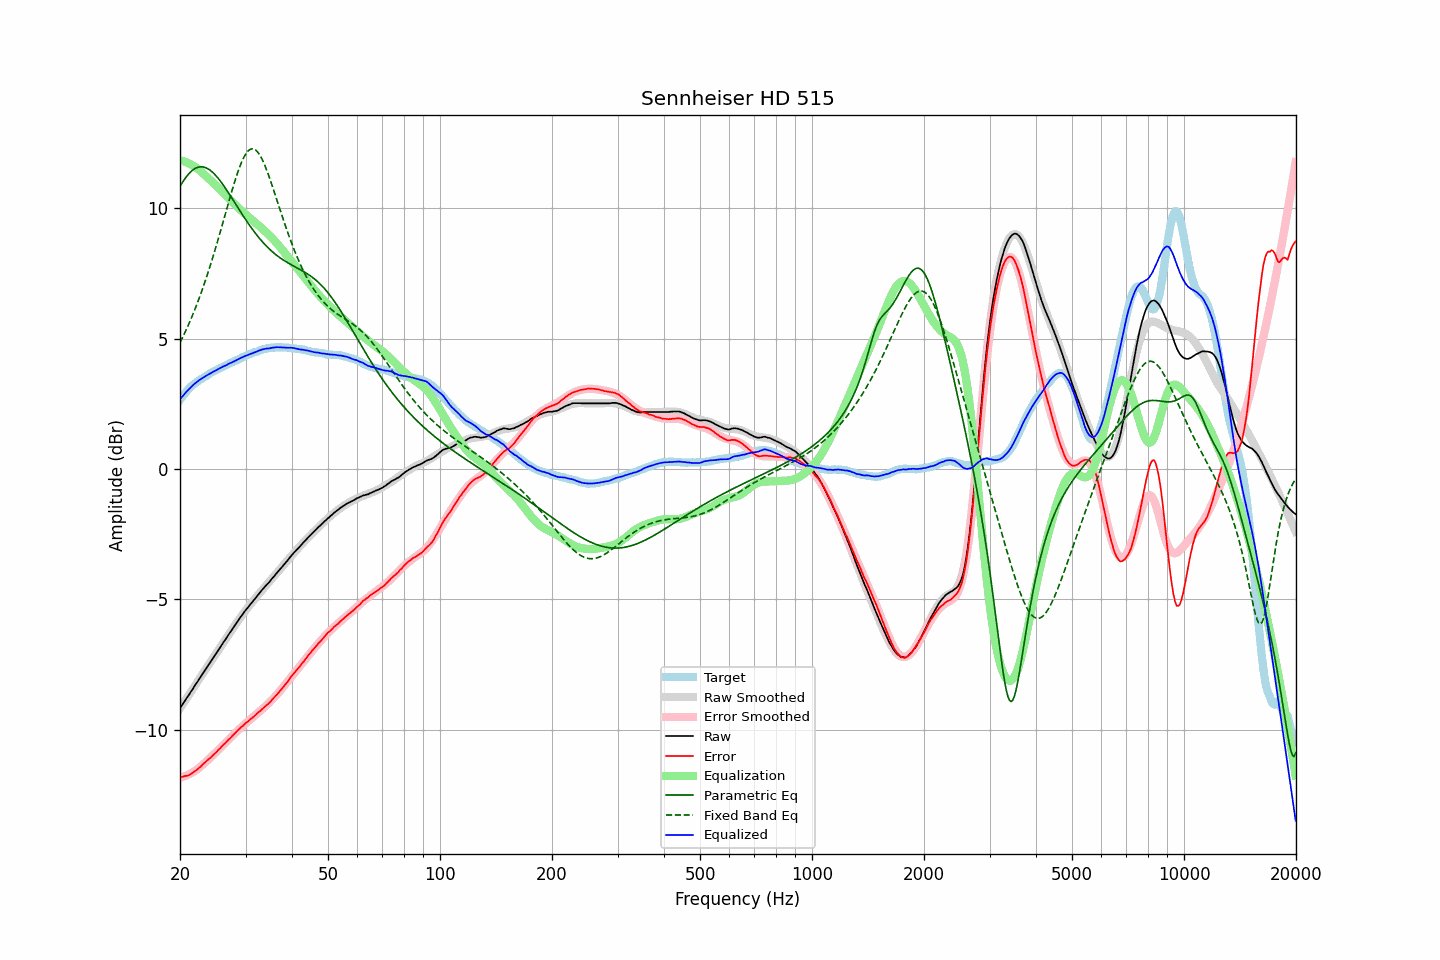 Sennheiser HD 515
Amplitude (dBr)
10
5
0
−5
−10
Target
Raw Smoothed
Error Smoothed
Raw
Error
Equalization
Parametric Eq
Fixed Band Eq
Equalized
20 50 100 200 500 1000 2000 5000 10000 20000
Frequency (Hz)